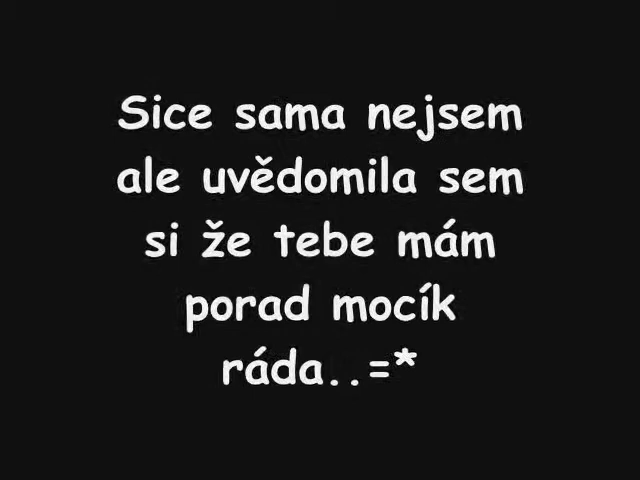 Sice sama nejsem
ale uvědomila sem
si že tebe mám
porad mocík
ráda..=*